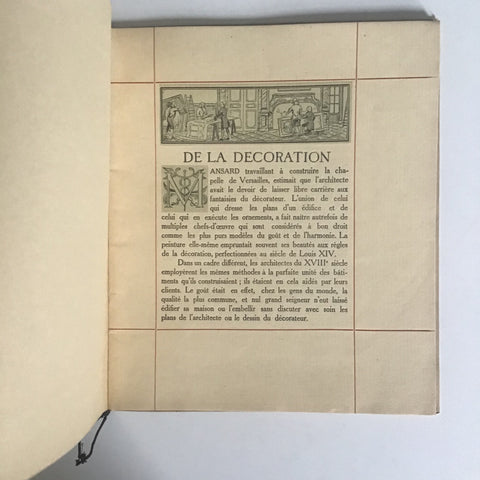 DE LA DECORATION
MANSARD travaillant à construire la cha-
pelle de Versailles, estimait que l'architecte
avait le devoir de laisser libre carrière aux
fantaisies du décorateur. L'union de celui
qui dresse les plans d'un édifice et de
celui qui en exécute les ornements, a fait naître autrefois de
multiples chefs-d'œuvre qui sont considérés à bon droit
comme les plus purs modèles du goût et de l'harmonie. La
peinture elle-même empruntait souvent ses beautés aux règles
de la décoration, perfectionnées au siècle de Louis XIV.
Dans un cadre différent, les architectes du XVIIIe siècle
employèrent les mêmes méthodes à la parfaite unité des bâti-
ments qu'ils construisaient ; ils étaient en cela aidés par leurs
clients. Le goût était en effet, chez les gens du monde, la
qualité la plus commune, et nul grand seigneur n'eut laissé
édifier sa maison ou l'embellir sans discuter avec soin les
plans de l'architecte ou le dessin du décorateur.